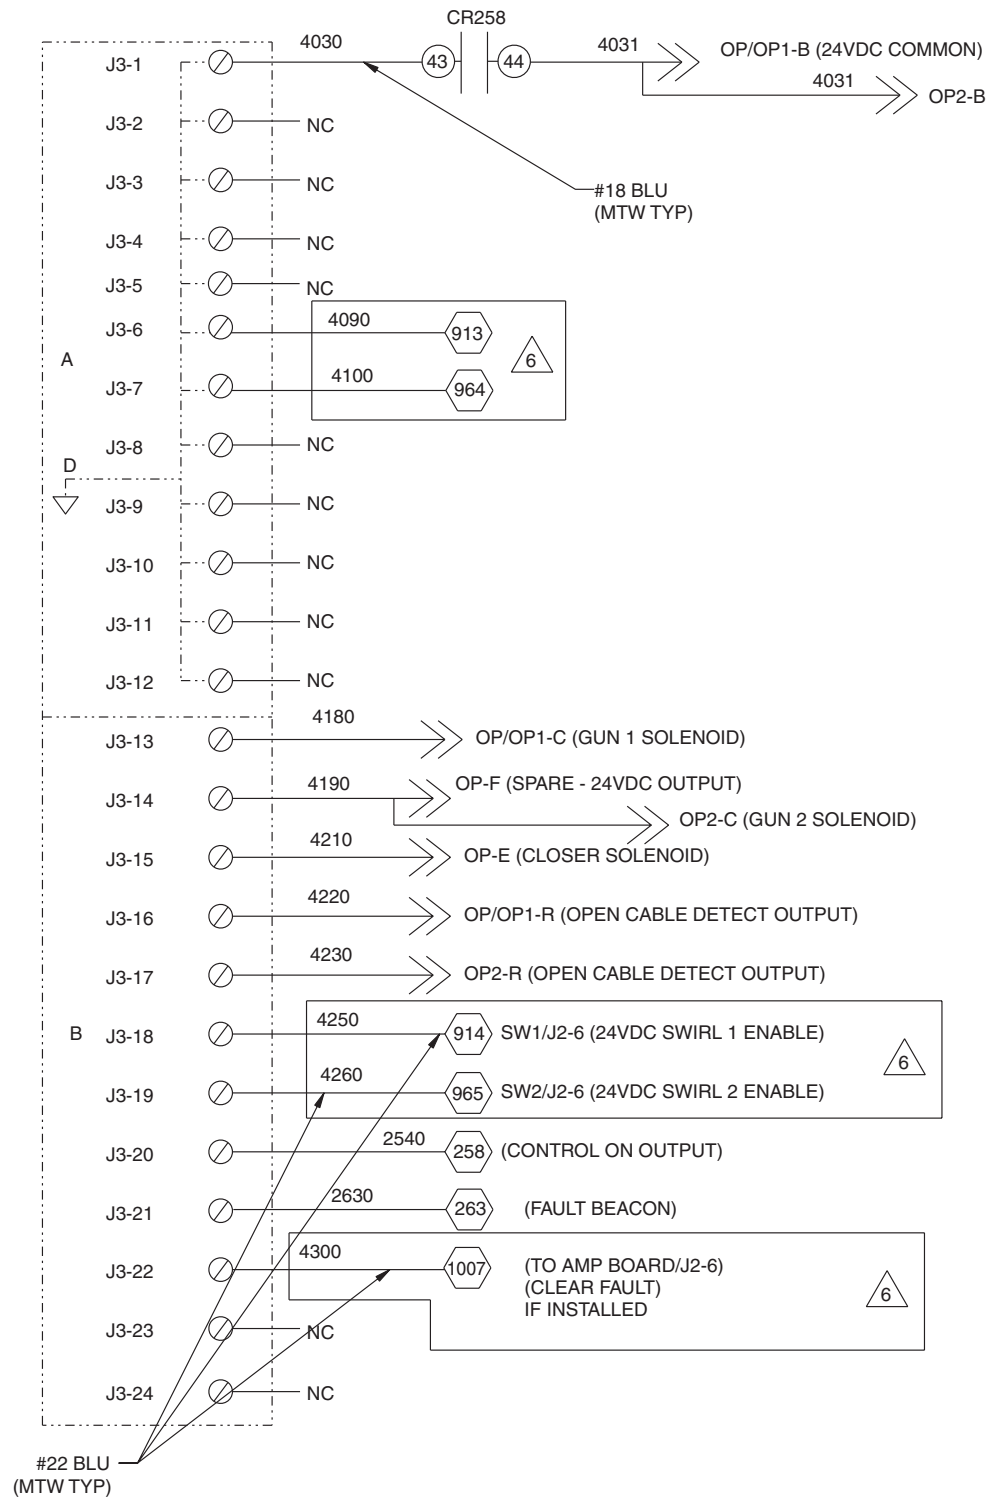 CR258
J3-1 4030 43 44 4031 OP/OP1-B (24VDC COMMON)
4031 OP2-B
J3-2 NC
J3-3 NC
#18 BLU
(MTW TYP)
J3-4 NC
J3-5 NC
J3-6 4090 913
6
A
J3-7 4100 964
J3-8 NC
D
J3-9 NC
J3-10 NC
J3-11 NC
J3-12 NC
J3-13 4180 OP/OP1-C (GUN 1 SOLENOID)
J3-14 4190 OP-F (SPARE - 24VDC OUTPUT)
OP2-C (GUN 2 SOLENOID)
J3-15 4210 OP-E (CLOSER SOLENOID)
J3-16 4220 OP/OP1-R (OPEN CABLE DETECT OUTPUT)
J3-17 4230 OP2-R (OPEN CABLE DETECT OUTPUT)
B J3-18 4250 914 SW1/J2-6 (24VDC SWIRL 1 ENABLE)
6
J3-19 4260 965 SW2/J2-6 (24VDC SWIRL 2 ENABLE)
J3-20 2540 258 (CONTROL ON OUTPUT)
J3-21 2630 263 (FAULT BEACON)
J3-22 4300 1007 (TO AMP BOARD/J2-6)
(CLEAR FAULT)
6
IF INSTALLED
J3-23 NC
J3-24 NC
#22 BLU
(MTW TYP)